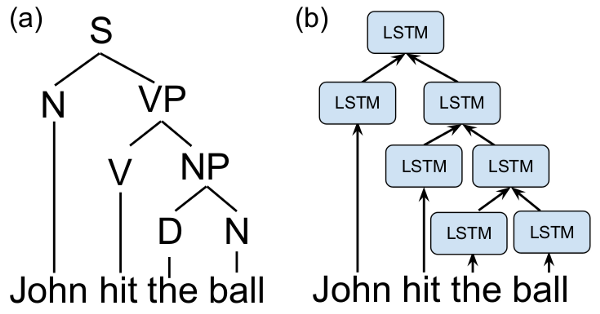 (a)
S
N VP
V NP
D N
John hit the ball
(b)
LSTM
LSTM LSTM
LSTM LSTM
LSTM LSTM
John hit the ball